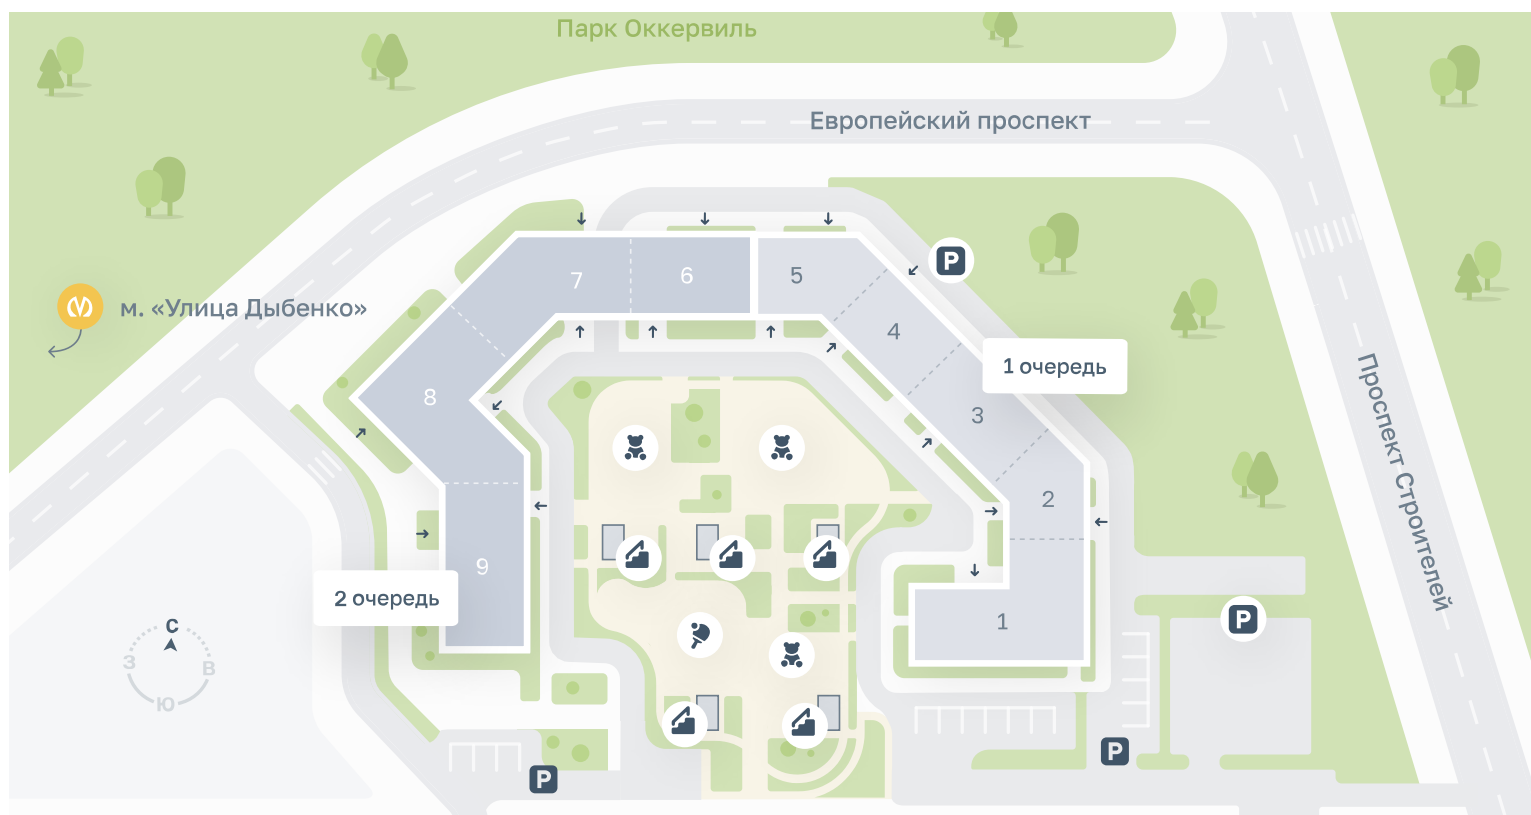 Парк Оккервиль
Европейский проспект
м. «Улица Дыбенко»
7
6
5
P
4
1 очередь
8
3
2
9
2 очередь
1
P
С
З
В
Ю
P
P
Проспект Строителей